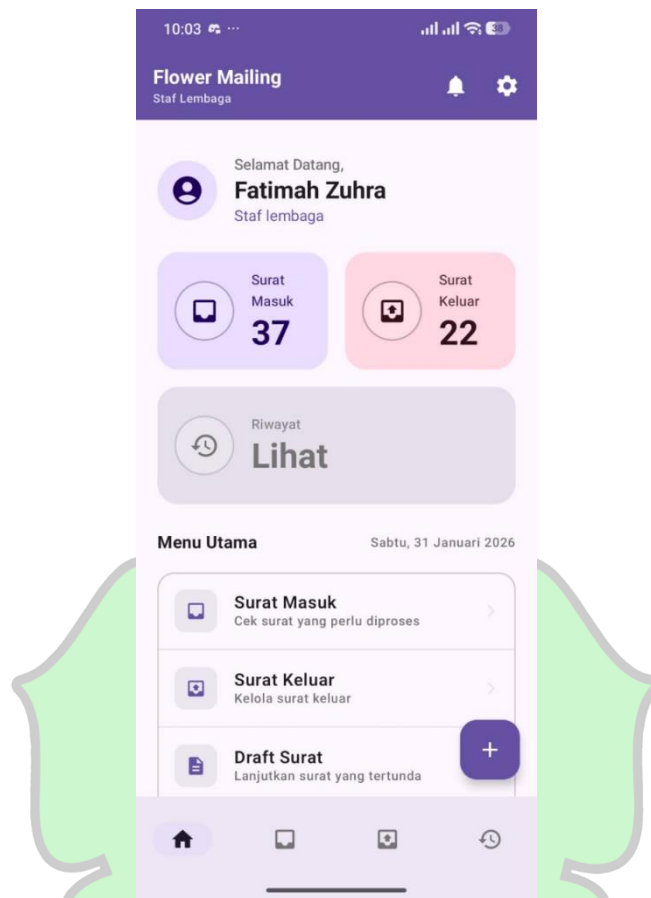 10:03 ...
38
Flower Mailing
Staf Lembaga
Selamat Datang,
Fatimah Zuhra
Staf lembaga
Surat
Masuk
37
Surat
Keluar
22
Riwayat
Lihat
Menu Utama
Sabtu, 31 Januari 2026
Surat Masuk
Cek surat yang perlu diproses
Surat Keluar
Kelola surat keluar
Draft Surat
Lanjutkan surat yang tertunda
+